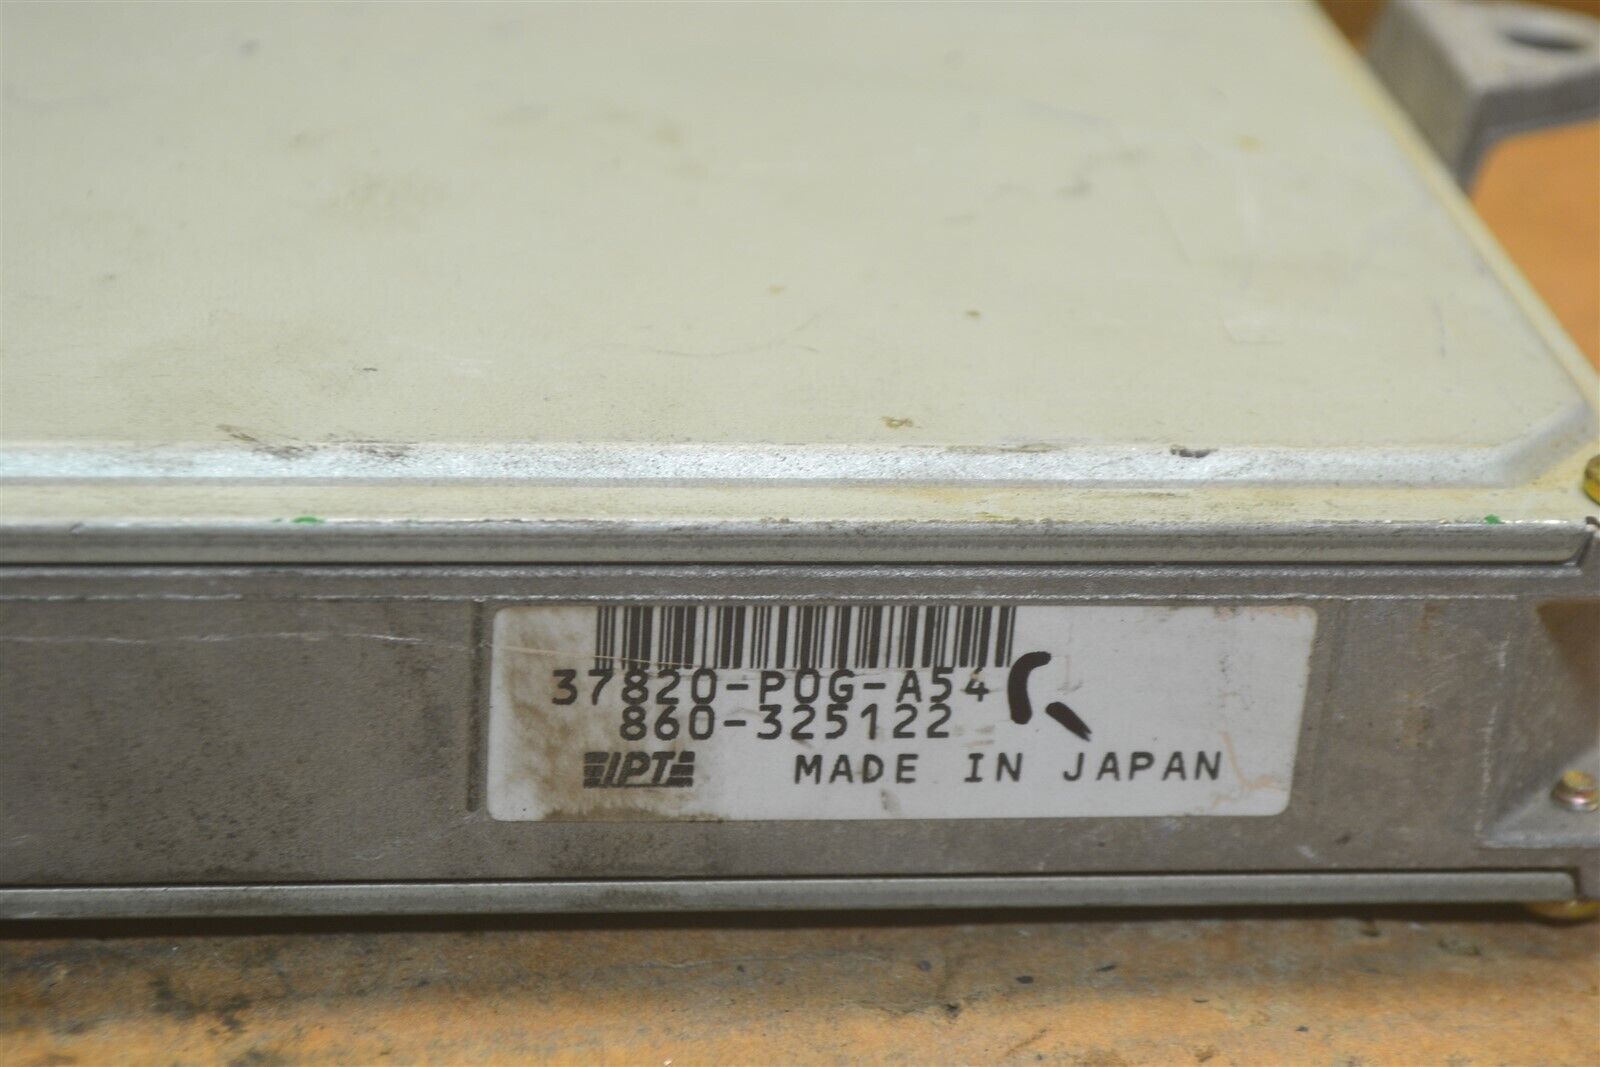 37820-P0G-A54
860-325122
IPT MADE IN JAPAN